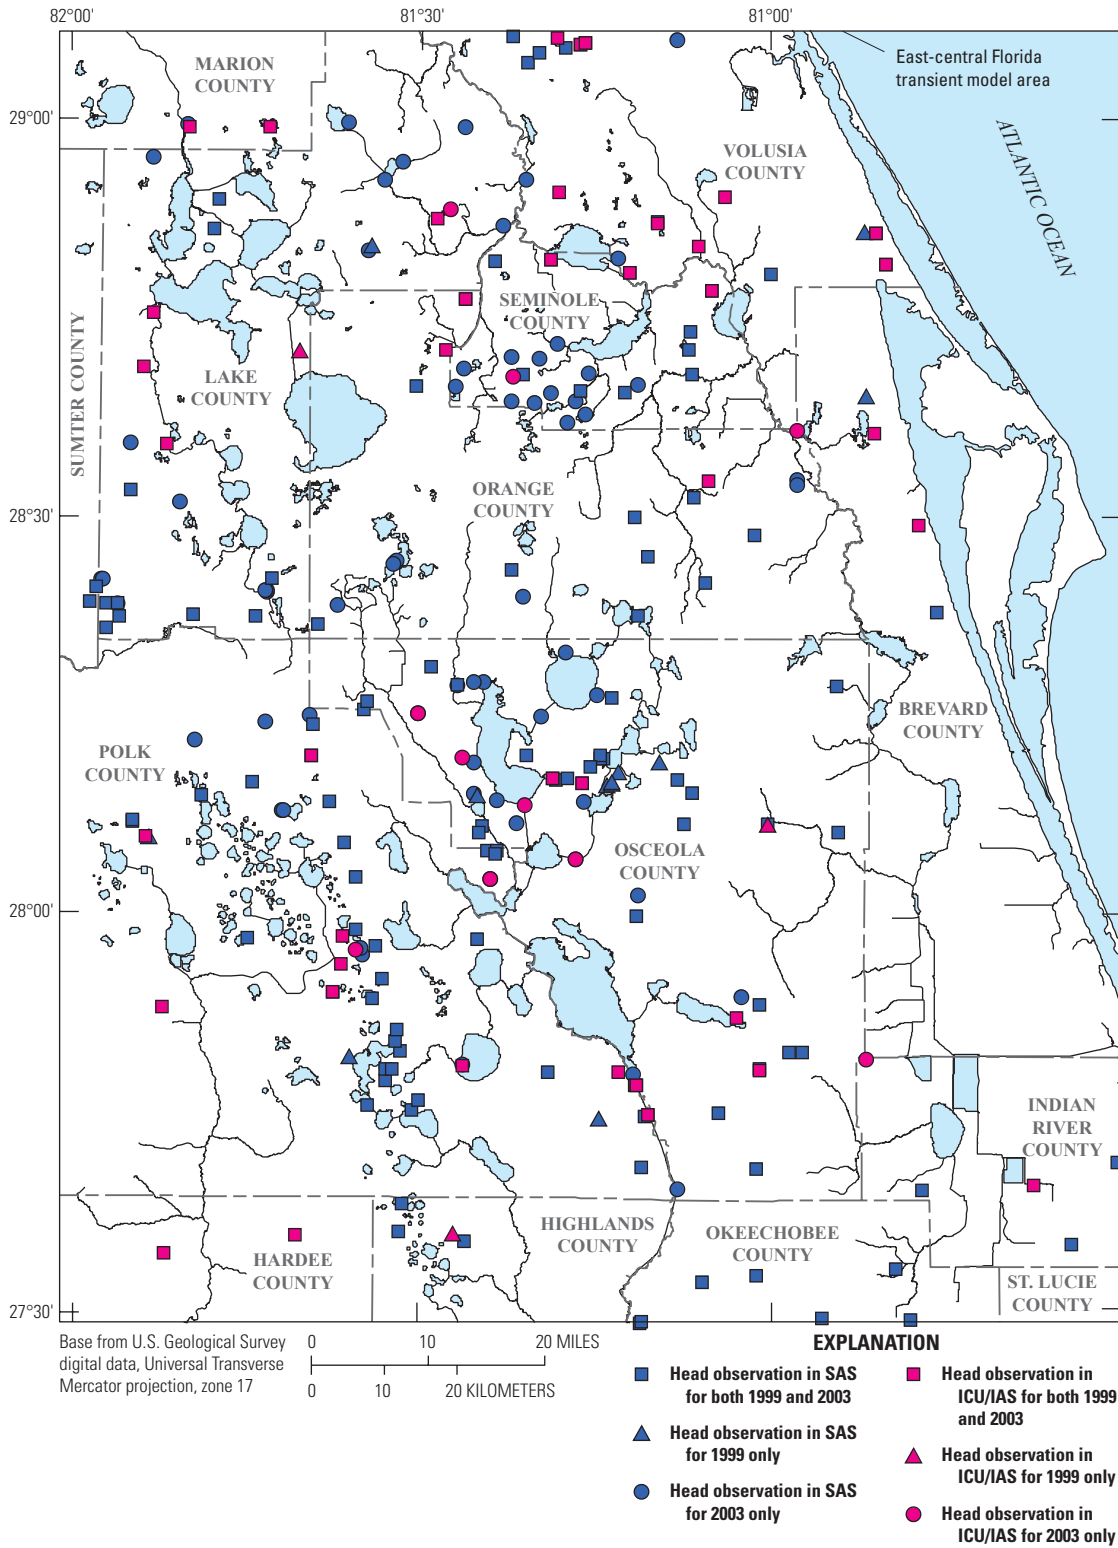 82°00'
81°30'
81°00'
East-central Florida
transient model area
MARION
COUNTY
29°00'
VOLUSIA
COUNTY
ATLANTIC OCEAN
SEMINOLE
COUNTY
SUMTER COUNTY
LAKE
COUNTY
ORANGE
COUNTY
28°30'
BREVARD
COUNTY
POLK
COUNTY
OSCEOLA
COUNTY
28°00'
INDIAN
RIVER
COUNTY
HIGHLANDS
COUNTY
OKEECHOBEE
COUNTY
HARDEE
COUNTY
ST. LUCIE
COUNTY
27°30'
Base from U.S. Geological Survey
digital data, Universal Transverse
Mercator projection, zone 17
0 10 20 MILES
0 10 20 KILOMETERS
EXPLANATION
Head observation in SAS
for both 1999 and 2003
Head observation in SAS
for 1999 only
Head observation in SAS
for 2003 only
Head observation in
ICU/IAS for both 1999
and 2003
Head observation in
ICU/IAS for 1999 only
Head observation in
ICU/IAS for 2003 only